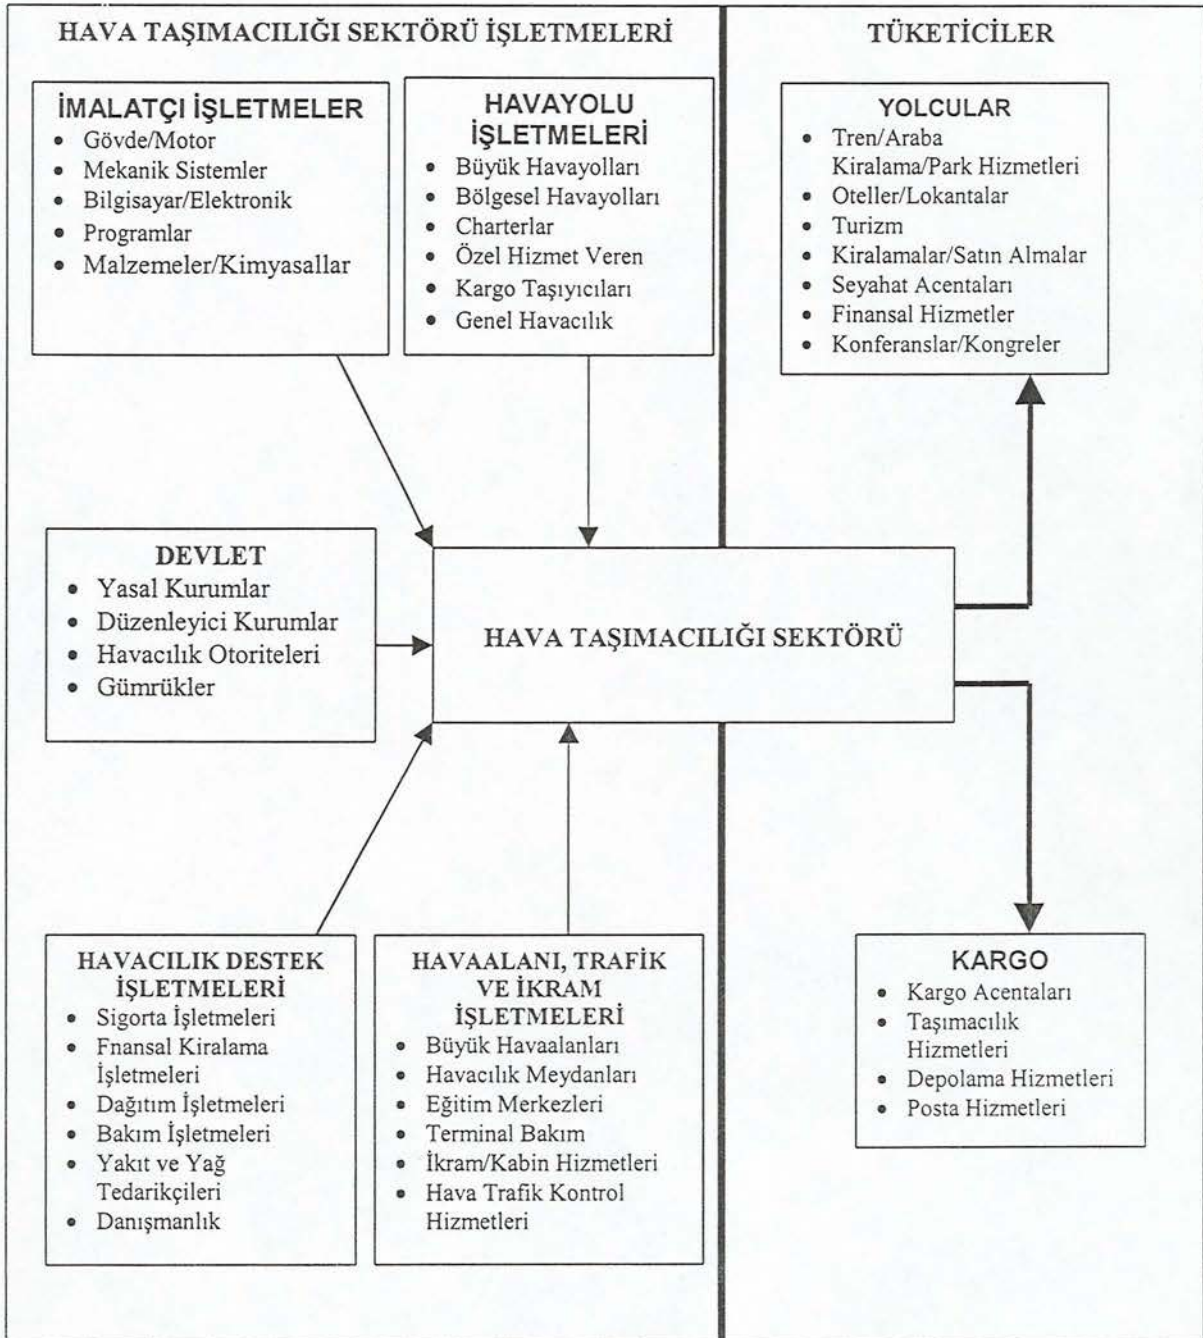 HAVA TAŞIMACILIĞI SEKTÖRÜ İŞLETMELERİ
TÜKETİCİLER
İMALATÇI İŞLETMELER
• Gövde/Motor
• Mekanik Sistemler
• Bilgisayar/Elektronik
• Programlar
• Malzemeler/Kimyasallar
HAVAYOLU
İŞLETMELERİ
• Büyük Havayolları
• Bölgesel Havayolları
• Charterlar
• Özel Hizmet Veren
• Kargo Taşıyıcıları
• Genel Havacılık
YOLCULAR
• Tren/Araba
Kiralama/Park Hizmetleri
• Oteller/Lokantalar
• Turizm
• Kiralamalar/Satın Almalar
• Seyahat Acentaları
• Finansal Hizmetler
• Konferanslar/Kongreler
DEVLET
• Yasal Kurumlar
• Düzenleyici Kurumlar
• Havacılık Otoriteleri
• Gümrükler
HAVA TAŞIMACILIĞI SEKTÖRÜ
HAVACILIK DESTEK
İŞLETMELERİ
• Sigorta İşletmeleri
• Fnansal Kiralama
İşletmeleri
• Dağıtım İşletmeleri
• Bakım İşletmeleri
• Yakıt ve Yağ
Tedarikçileri
• Danışmanlık
HAVAALANI, TRAFİK
VE İKRAM
İŞLETMELERİ
• Büyük Havaalanları
• Havacılık Meydanları
• Eğitim Merkezleri
• Terminal Bakım
• İkram/Kabin Hizmetleri
• Hava Trafik Kontrol
Hizmetleri
KARGO
• Kargo Acentaları
• Taşımacılık
Hizmetleri
• Depolama Hizmetleri
• Posta Hizmetleri